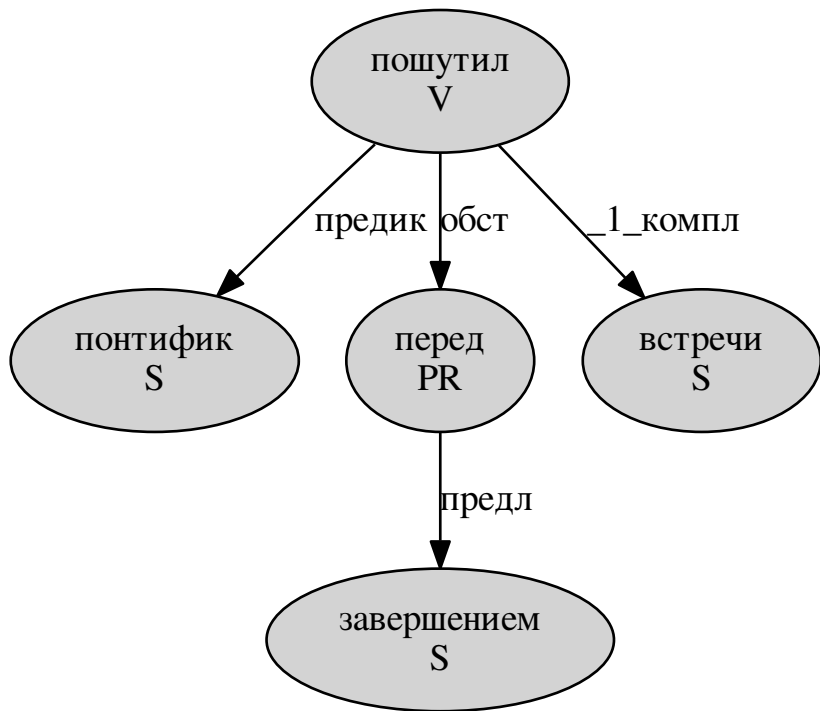 пошутил
V
предик обст _1_компл
понтифик
S
перед
PR
встречи
S
предл
завершением
S